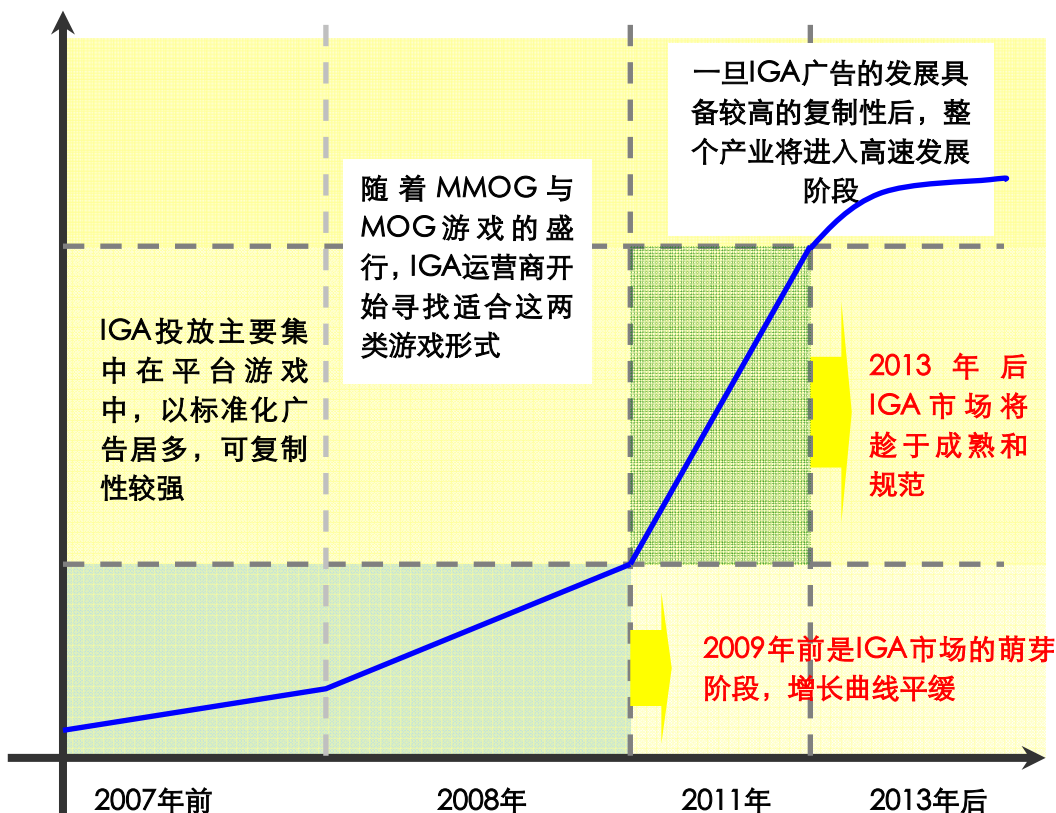 一旦IGA广告的发展具
备较高的复制性后，整
个产业将进入高速发展
阶段
随着MMOG与
MOG游戏的盛
行，IGA运营商开
始寻找适合这两
类游戏形式
IGA投放主要集
中在平台游戏
中，以标准化广
告居多，可复制
性较强
2013年后
IGA市场将
趁于成熟和
规范
2009年前是IGA市场的萌芽
阶段，增长曲线平缓
2007年前
2008年
2011年
2013年后